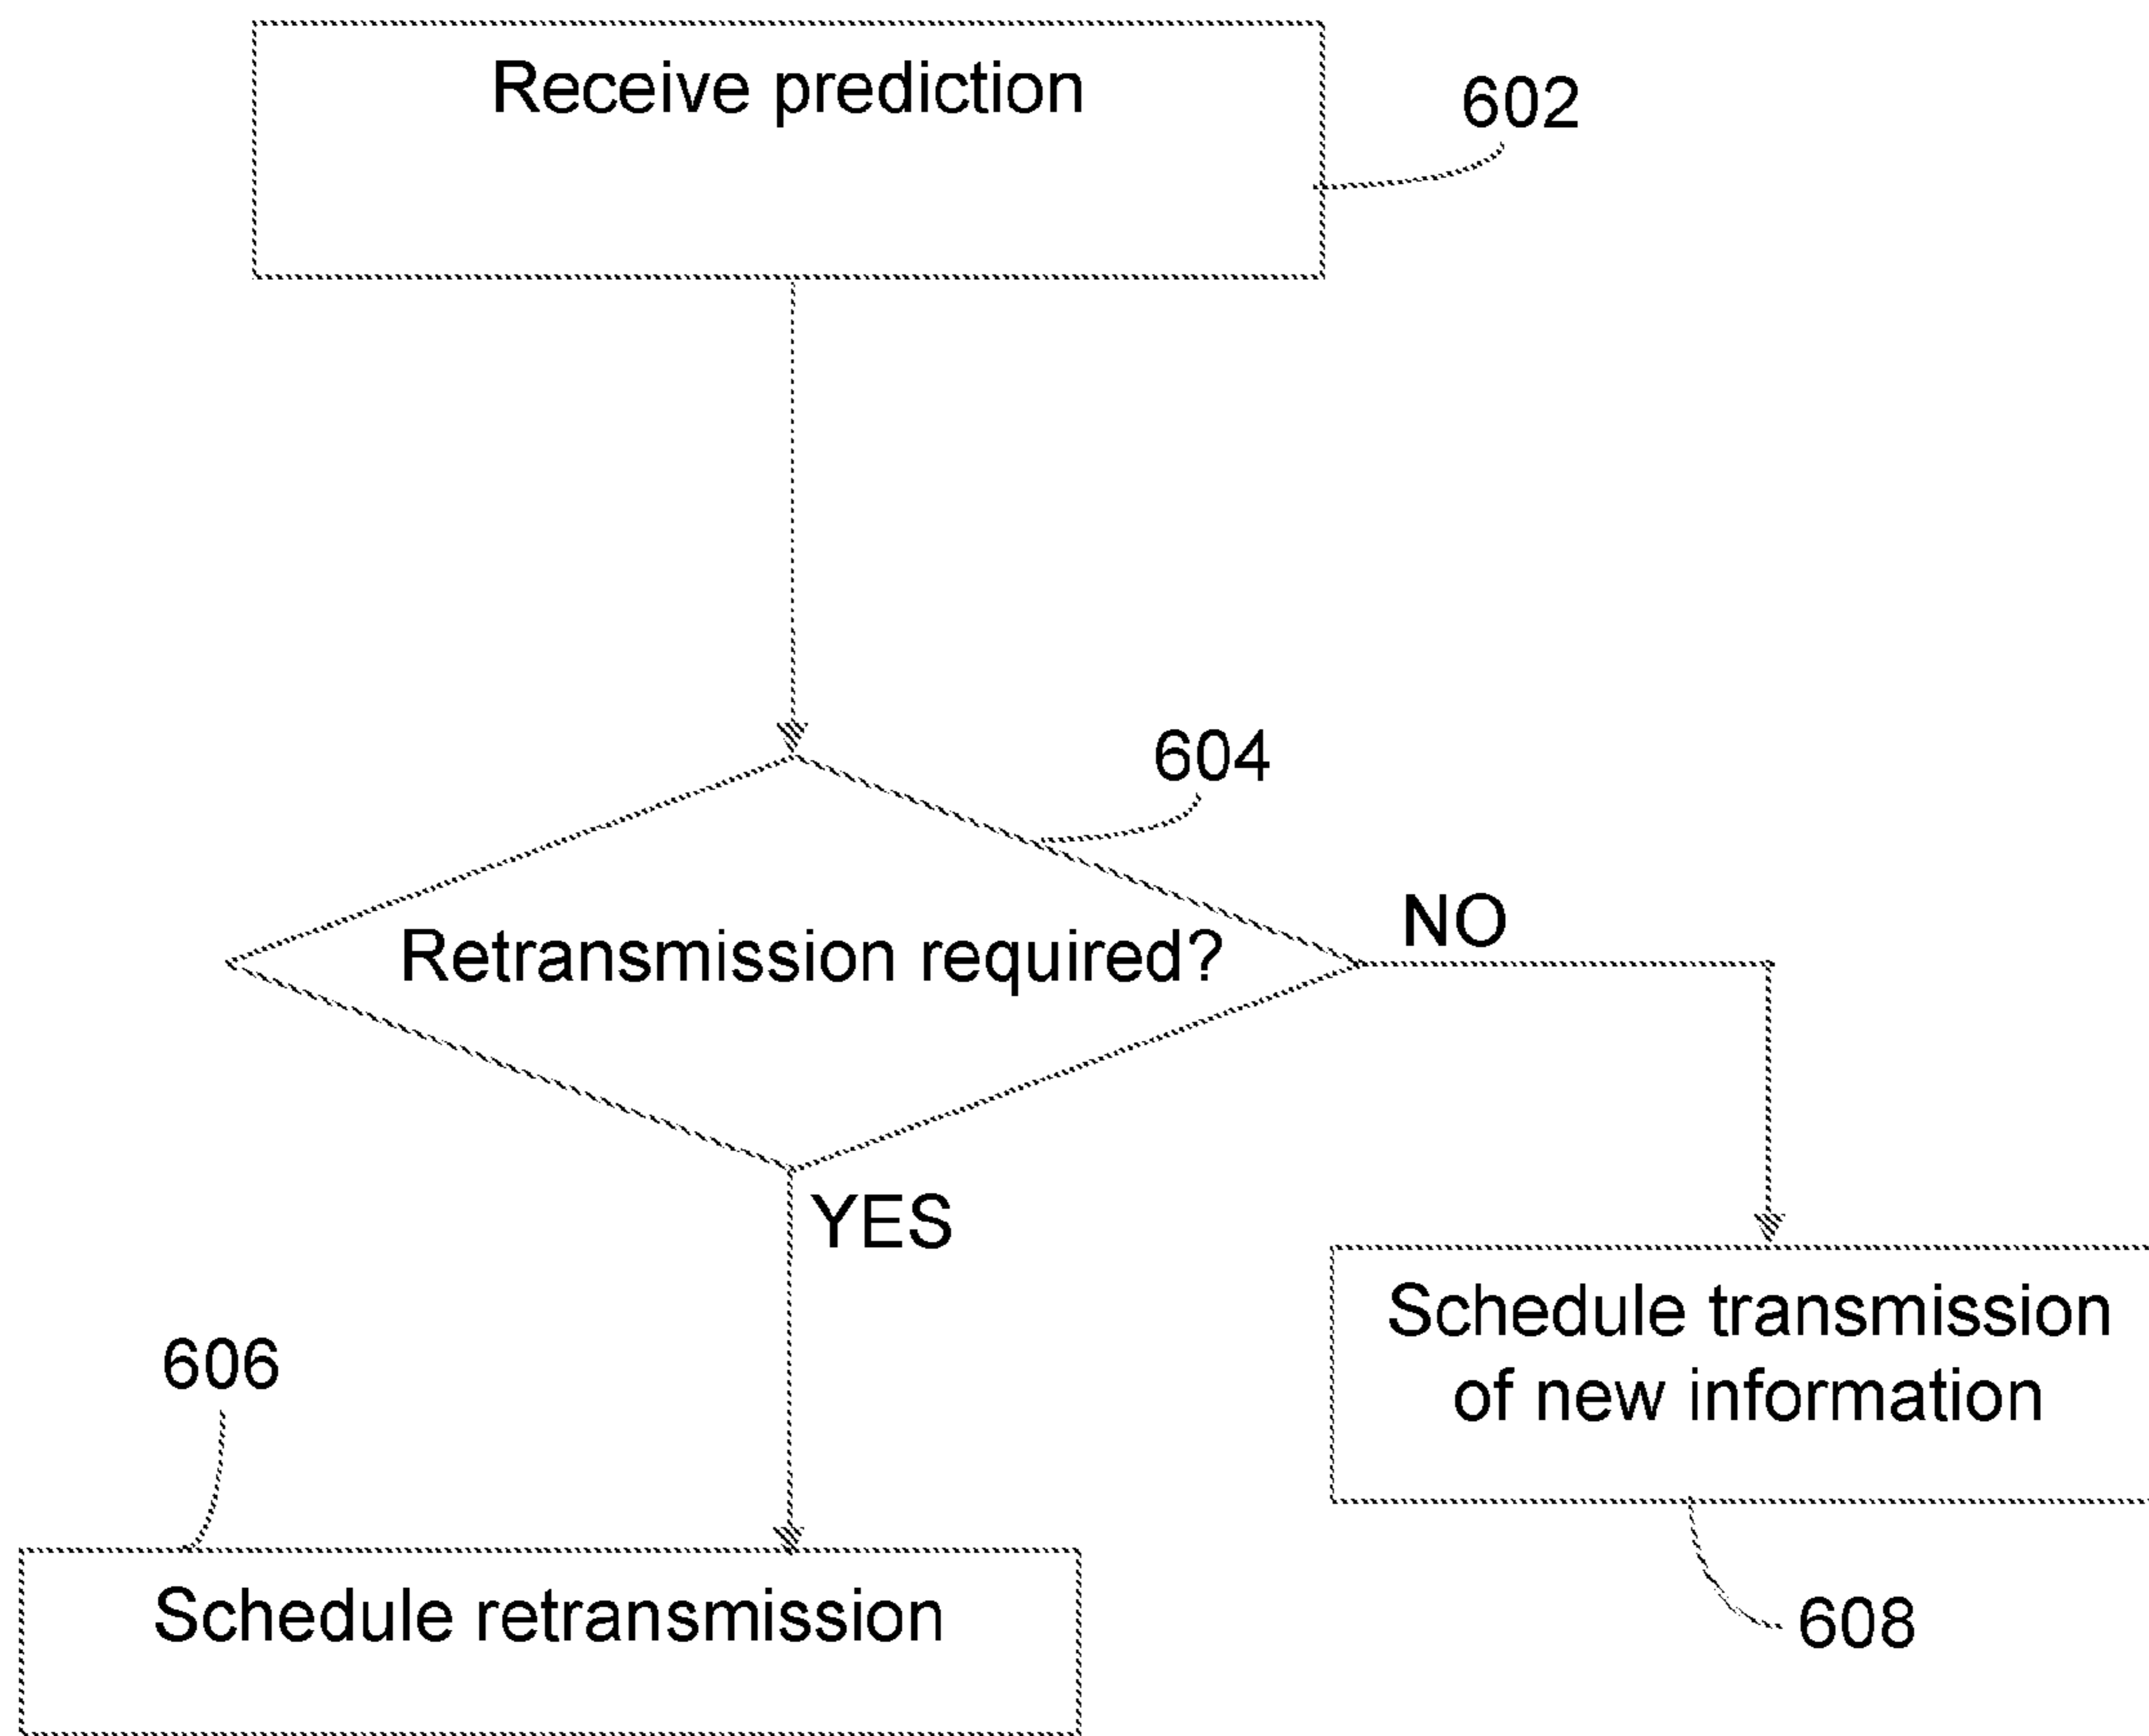 Receive prediction
602
604
Retransmission required?
NO
YES
Schedule transmission
of new information
606
Schedule retransmission
608